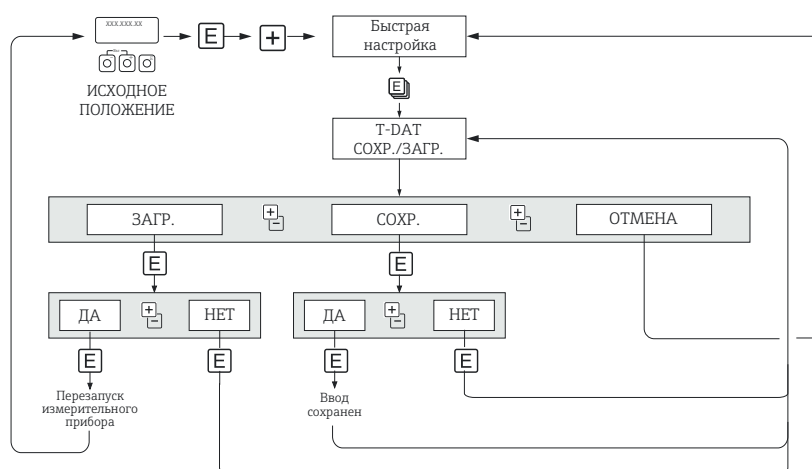 XXX.XXX.XX
Esc
E
+
Быстрая
настройка
- + E
ИСХОДНОЕ
ПОЛОЖЕНИЕ
E
T-DAT
СОХР./ЗАГР.
ЗАГР.
+
-
СОХР.
+
-
ОТМЕНА
E
E
ДА
+
-
НЕТ
ДА
+
-
НЕТ
E
E
E
E
Перезапуск
измерительного
прибора
Ввод
сохранен